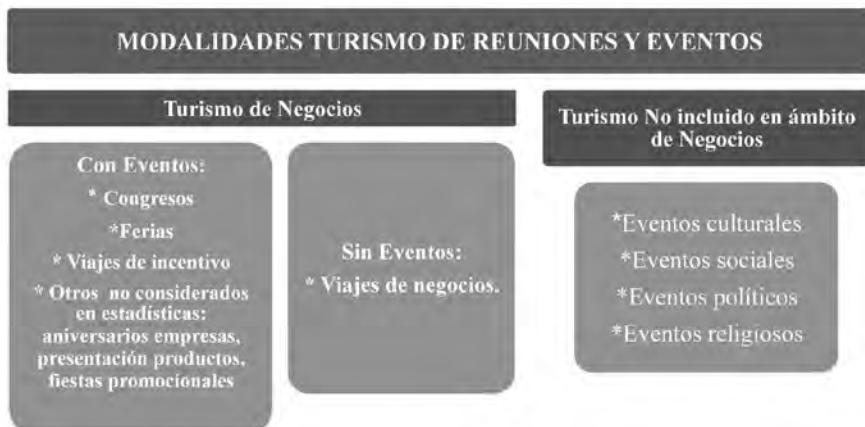 MODALIDADES TURISMO DE REUNIONES Y EVENTOS
Turismo de Negocios
Con Eventos:
* Congresos
*Ferias
* Viajes de incentivo
* Otros no considerados
en estadísticas:
aniversarios empresas,
presentación productos,
fiestas promocionales
Sin Eventos:
* Viajes de negocios.
Turismo No incluido en ámbito
de Negocios
*Eventos culturales
*Eventos sociales
*Eventos políticos
*Eventos religiosos